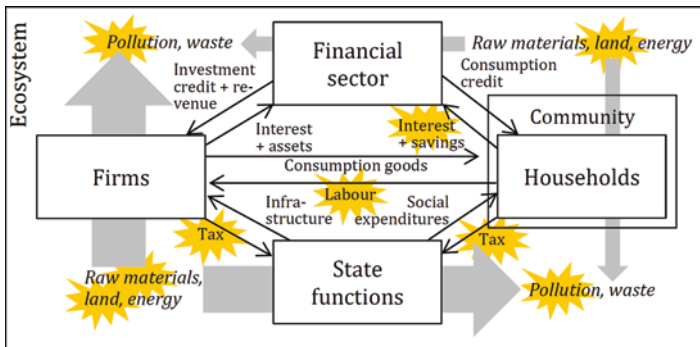 Ecosystem
Pollution, waste
Financial
sector
Raw materials, land, energy
Investment
credit + re-
venue
Consumption
credit
Interest
+ assets
Interest
+ savings
Community
Firms
Consumption goods
Households
Labour
Infra-
structure
Social
expenditures
Tax
Tax
Raw materials,
land, energy
State
functions
Pollution, waste